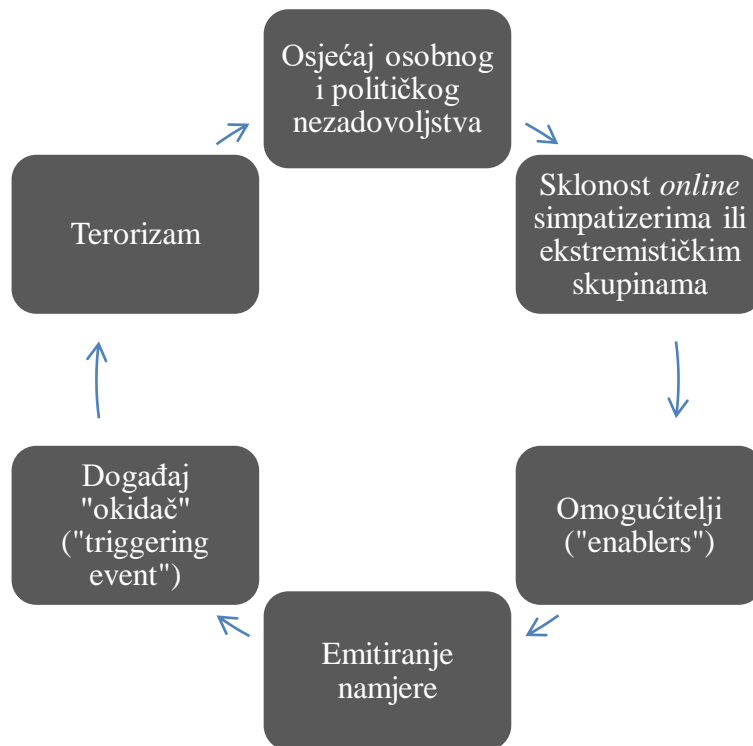 Osjećaj osobnog
i političkog
nezadovoljstva
Sklonost online
simpatizerima ili
ekstremističkim
skupinama
Omogućitelji
("enablers")
Emitiranje
namjere
Događaj
"okidač"
("triggering
event")
Terorizam